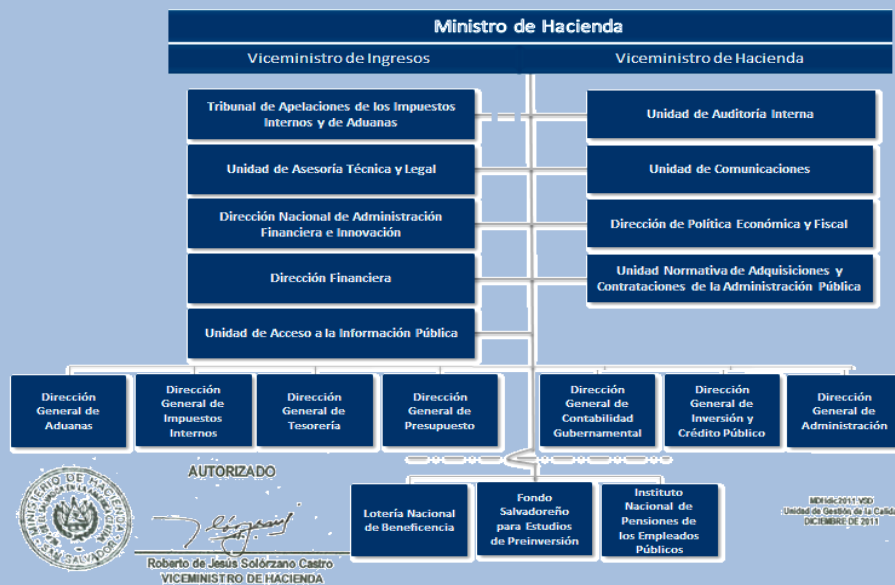 Ministro de Hacienda
Viceministro de Ingresos
Viceministro de Hacienda
Tribunal de Apelaciones de los Impuestos
Internos y de Aduanas
Unidad de Auditoría Interna
Unidad de Asesoría Técnica y Legal
Unidad de Comunicaciones
Dirección Nacional de Administración
Financiera e Innovación
Dirección de Política Económica y Fiscal
Dirección Financiera
Unidad Normativa de Adquisiciones y
Contrataciones de la Administración Pública
Unidad de Acceso a la Información Pública
Dirección
General de
Aduanas
Dirección
General de
Impuestos
Internos
Dirección
General de
Tesorería
Dirección
General de
Presupuesto
Dirección
General de
Contabilidad
Gubernamental
Dirección
General de
Inversión y
Crédito Público
Dirección
General de
Administración
AUTORIZADO
MINISTERIO DE HACIENDA
SAN SALVADOR
Roberto de Jesús Solórzano Castro
VICEMINISTRO DE HACIENDA
Lotería Nacional
de Beneficencia
Fondo
Salvadoreño
para Estudios
de Preinversión
Instituto
Nacional de
Pensiones de
los Empleados
Públicos
Unidad de Gestión de la Calidad
DICIEMBRE DE 2011